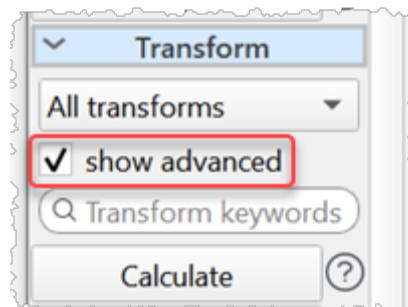 Transform
All transforms
show advanced
Transform keywords
Calculate
?